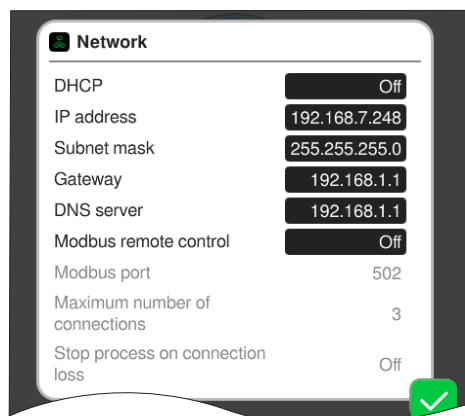 Network
DHCP Off
IP address 192.168.7.248
Subnet mask 255.255.255.0
Gateway 192.168.1.1
DNS server 192.168.1.1
Modbus remote control Off
Modbus port 502
Maximum number of
connections 3
Stop process on connection
loss Off